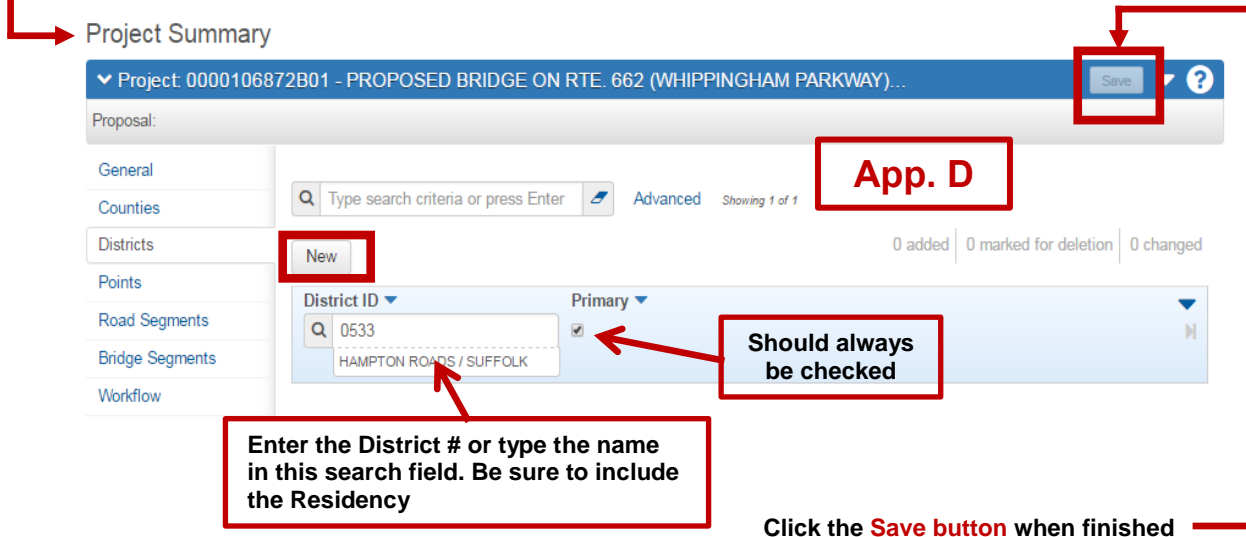 Project Summary
Project: 0000106872B01 - PROPOSED BRIDGE ON RTE. 662 (WHIPPINGHAM PARKWAY)...
Save
?
Proposal:
General
Counties
Districts
Points
Road Segments
Bridge Segments
Workflow
Type search criteria or press Enter
Advanced
Showing 1 of 1
App. D
New
0 added
0 marked for deletion
0 changed
District ID
Primary
0533
HAMPTON ROADS / SUFFOLK
Should always
be checked
Enter the District # or type the name
in this search field. Be sure to include
the Residency
Click the Save button when finished